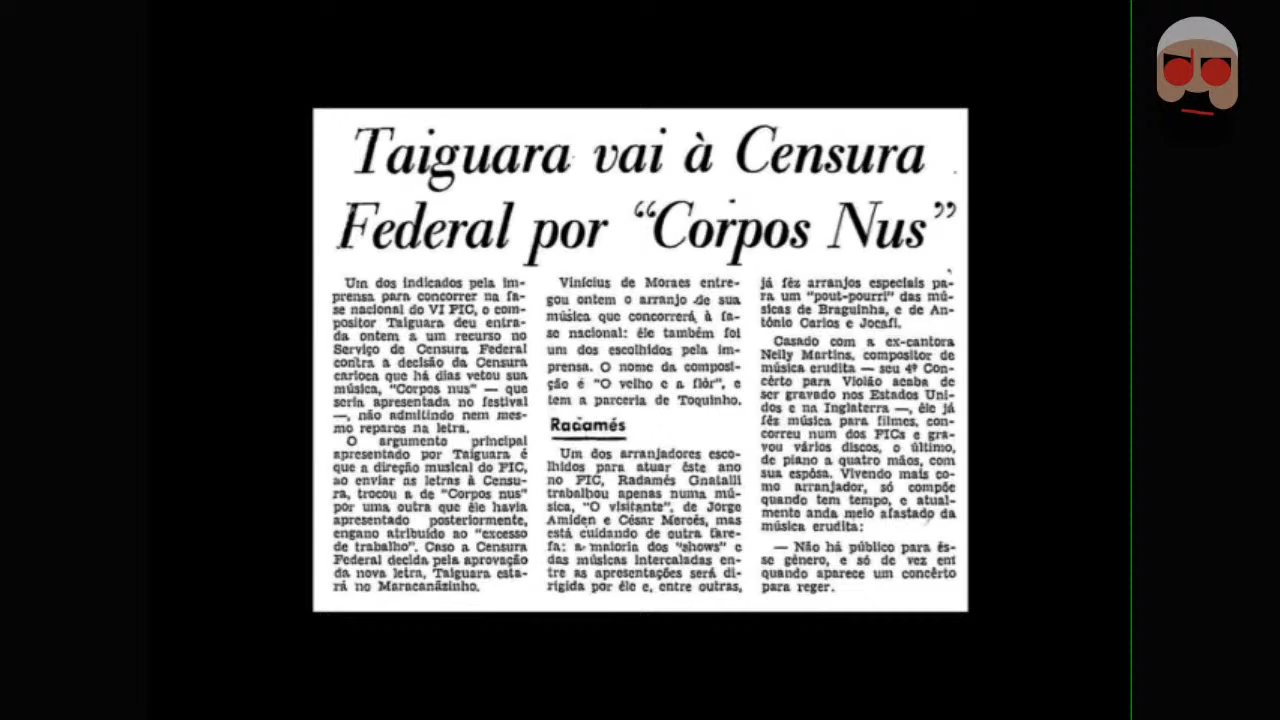 Taiguara vai à Censura
Federal por “Corpos Nus”
Um dos indicados pela im-
prensa para concorrer na fa-
se nacional do VI FIC, o com-
positor Taiguara deu entra-
da ontem a um recurso no
Serviço de Censura Federal
contra a decisão da Censura
carioca que há dias vetou sua
música, “Corpos nus” — que
seria apresentada no festival
—, não admitindo nem mes-
mo reparos na letra.
O argumento principal
apresentado por Taiguara é
que a direção musical do FIC,
ao enviar as letras à Censu-
ra, trocou a de “Corpos nus”
por uma outra que êle havia
apresentado posteriormente,
engano atribuído ao “excesso
de trabalho”. Caso a Censura
Federal decida pela aprovação
da nova letra, Taiguara esta-
rá no Maracanãzinho.
Vinícius de Moraes entre-
gou ontem o arranjo de sua
música que concorrerá à fa-
se nacional: êle também foi
um dos escolhidos pela im-
prensa. O nome da composi-
ção é “O velho e a flôr”, e
tem a parceria de Toquinho.
Radamés
Um dos arranjadores esco-
lhidos para atuar êste ano
no FIC, Radamés Gnatalli
trabalhou apenas numa mú-
sica, “O visitante”, de Jorge
Amiden e César Mercês, mas
está cuidando de outra tare-
fa: a maioria dos “shows” e
das músicas intercaladas en-
tre as apresentações será di-
rigida por êle e, entre outras,
já fêz arranjos especiais pa-
ra um “pout-pourri” das mú-
sicas de Braguinha, e de An-
tônio Carlos e Jocafi.
Casado com a ex-cantora
Nelly Martins, compositor de
música erudita — seu 4º Con-
cêrto para Violão acaba de
ser gravado nos Estados Uni-
dos e na Inglaterra —, êle já
fêz música para filmes, con-
correu num dos FICs e gra-
vou vários discos, o último,
de piano a quatro mãos, com
sua espôsa. Vivendo mais co-
mo arranjador, só compõe
quando tem tempo, e atual-
mente anda meio afastado da
música erudita:
— Não há público para ês-
se gênero, e só de vez em
quando aparece um concêrto
para reger.